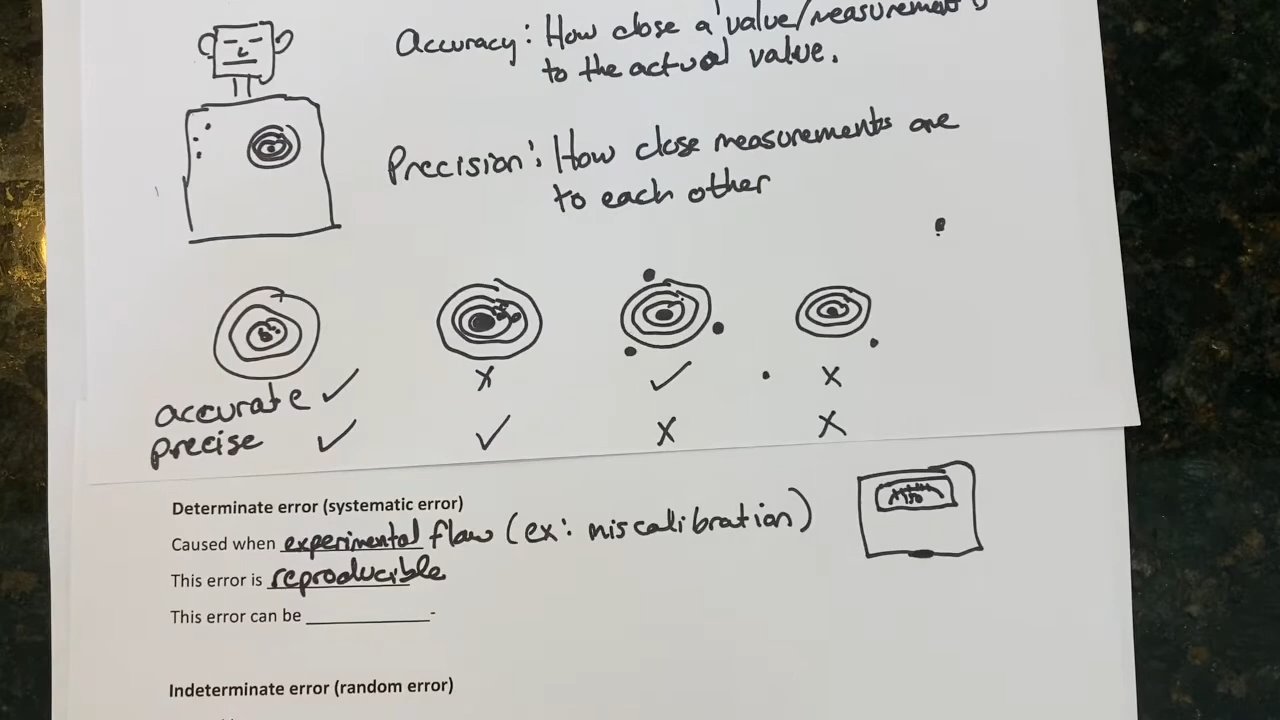 Accuracy: How close a value/measurement is
to the actual value.
Precision: How close measurements are
to each other
accurate ✓ x ✓ x
precise ✓ ✓ x x
Determinate error (systematic error)
Caused when experimental flaw (ex: miscalibration)
This error is reproducible
This error can be ____________-
Indeterminate error (random error)